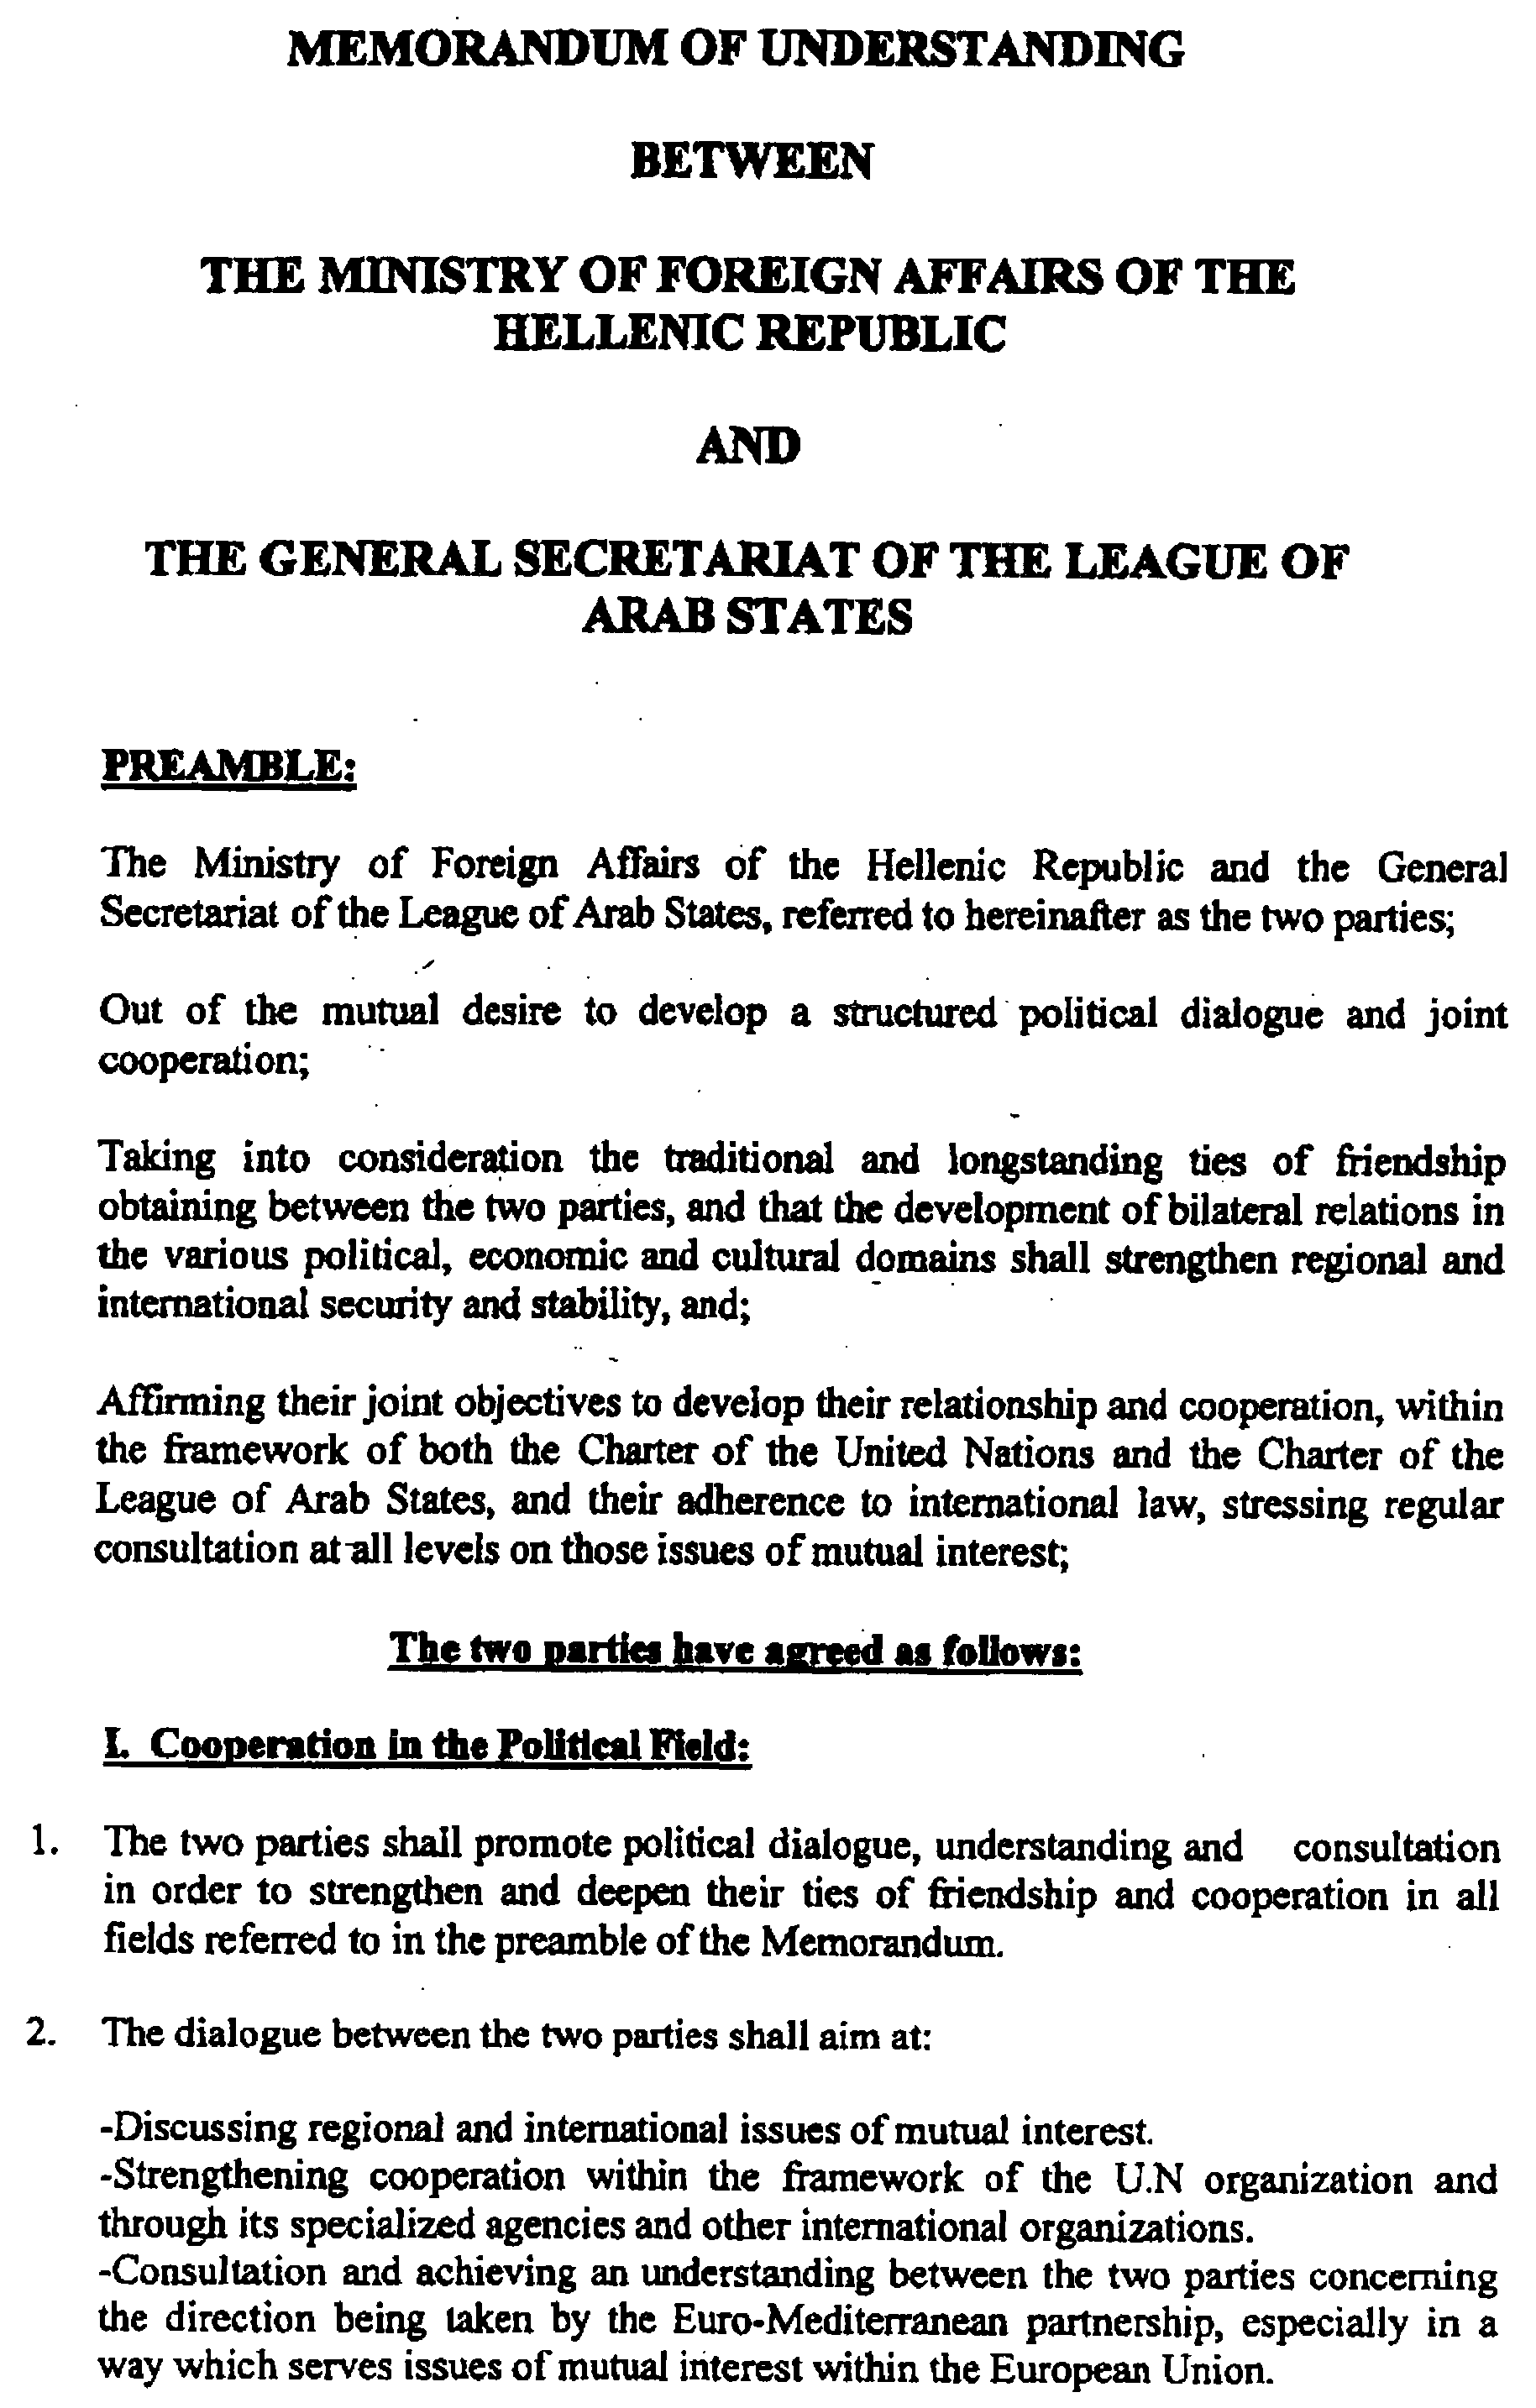 MEMORANDUM OF UNDERSTANDING
BETWEEN
THE MINISTRY OF FOREIGN AFFAIRS OF THE
HELLENIC REPUBLIC
AND
THE GENERAL SECRETARIAT OF THE LEAGUE OF
ARAB STATES
PREAMBLE:
The Ministry of Foreign Affairs of the Hellenic Republic and the General
Secretariat of the League of Arab States, referred to hereinafter as the two parties;
Out of the mutual desire to develop a structured political dialogue and joint
cooperation;
Taking into consideration the traditional and longstanding ties of friendship
obtaining between the two parties, and that the development of bilateral relations in
the various political, economic and cultural domains shall strengthen regional and
international security and stability, and;
Affirming their joint objectives to develop their relationship and cooperation, within
the framework of both the Charter of the United Nations and the Charter of the
League of Arab States, and their adherence to international law, stressing regular
consultation at all levels on those issues of mutual interest;
The two parties have agreed as follows:
I. Cooperation in the Political Field:
1. The two parties shall promote political dialogue, understanding and consultation
in order to strengthen and deepen their ties of friendship and cooperation in all
fields referred to in the preamble of the Memorandum.
2. The dialogue between the two parties shall aim at:
-Discussing regional and international issues of mutual interest.
-Strengthening cooperation within the framework of the U.N organization and
through its specialized agencies and other international organizations.
-Consultation and achieving an understanding between the two parties concerning
the direction being taken by the Euro-Mediterranean partnership, especially in a
way which serves issues of mutual interest within the European Union.